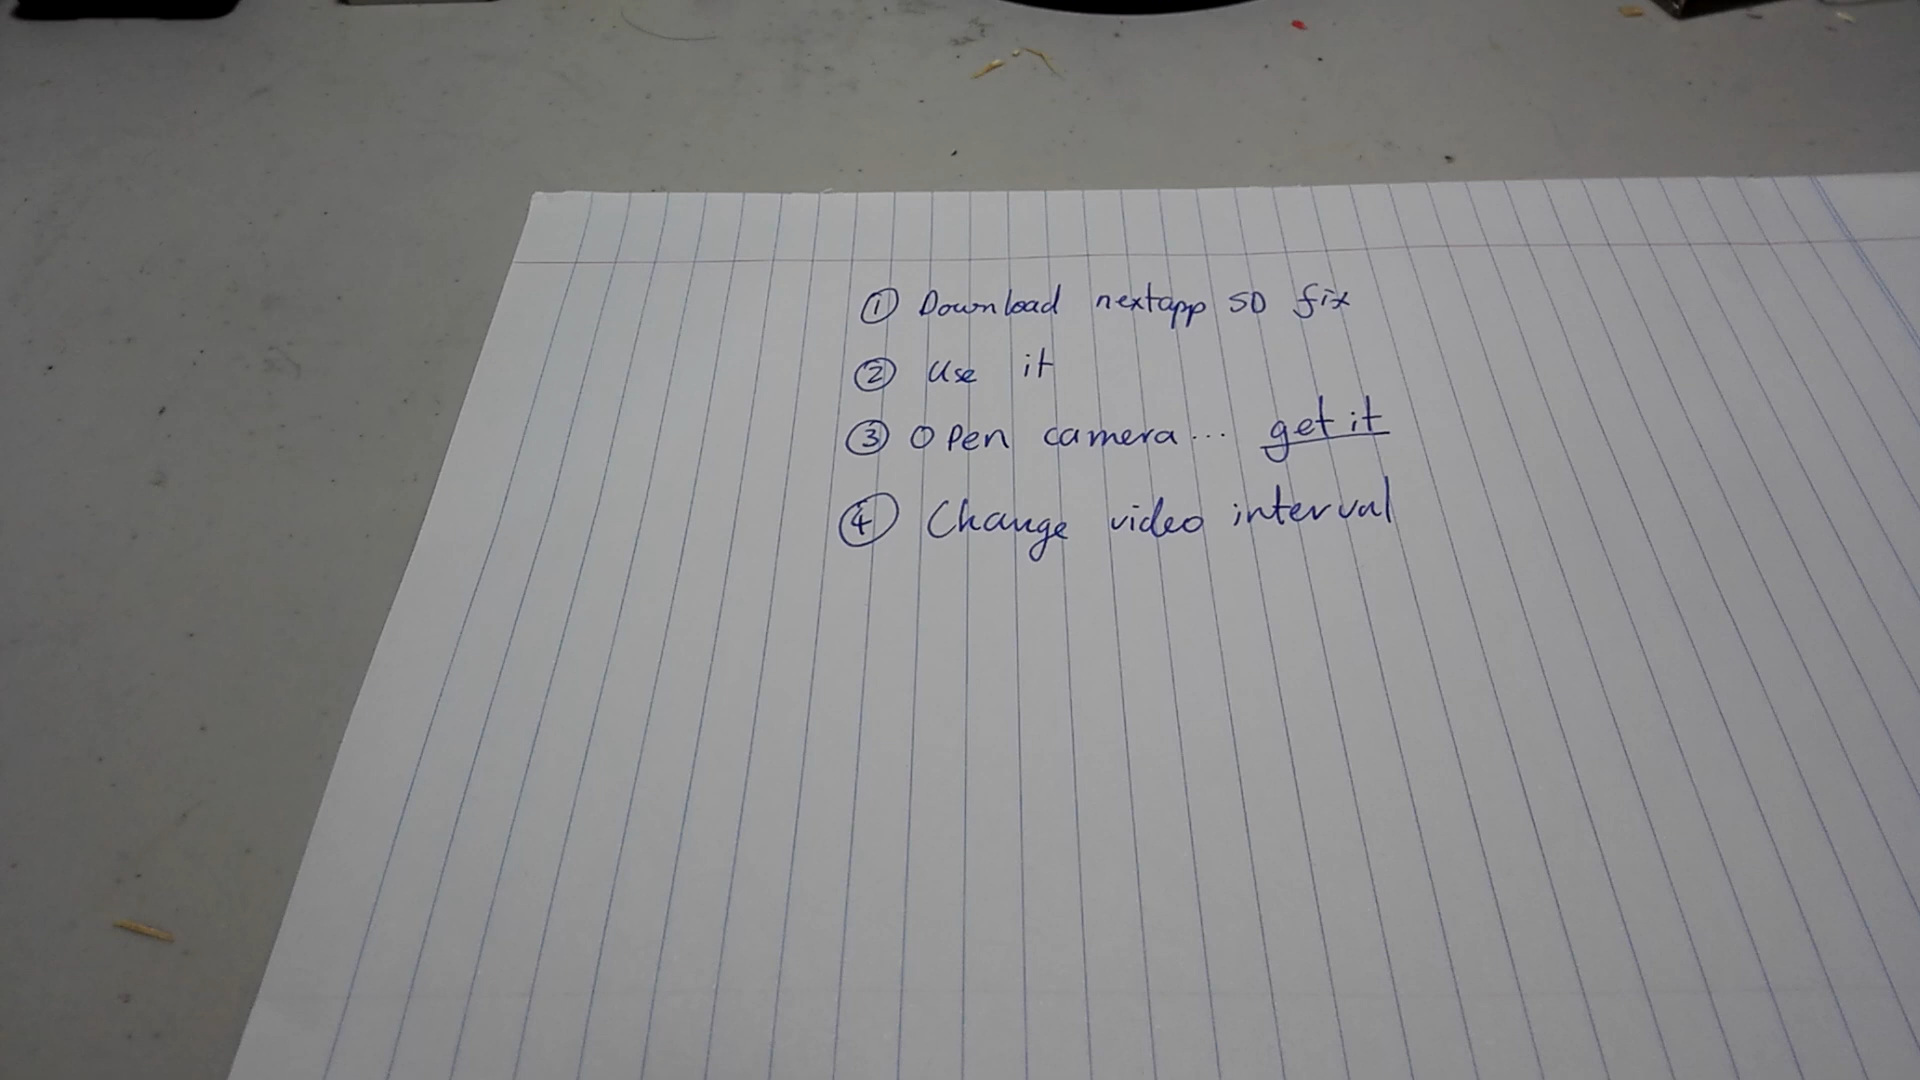 ① Download nextapp SD fix
② Use it
③ Open camera... get it
④ Change video interval